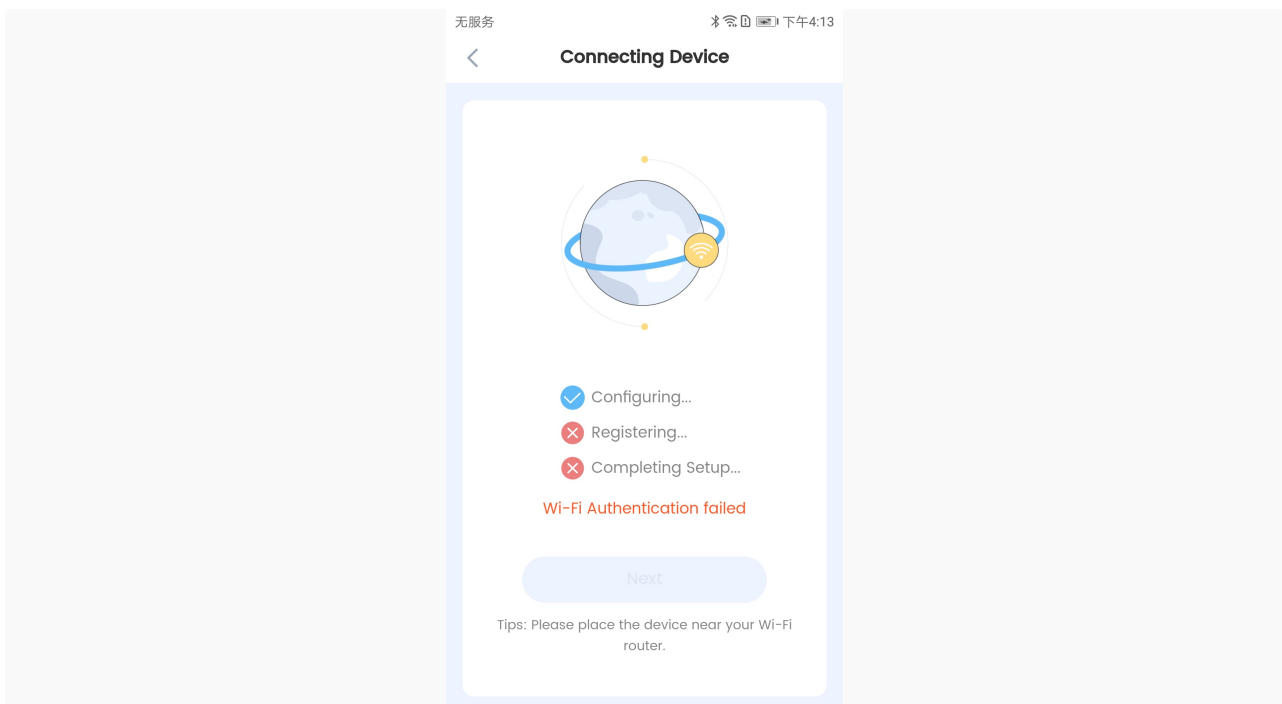 无服务 下午4:13
Connecting Device
Configuring...
Registering...
Completing Setup...
Wi-Fi Authentication failed
Next
Tips: Please place the device near your Wi-Fi
router.